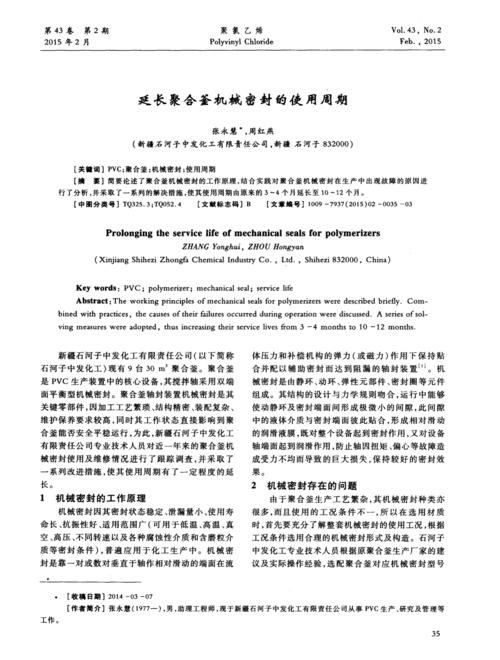 第43卷 第2期
2015年2月
聚氯乙烯
Polyvinyl Chloride
Vol. 43, No. 2
Feb., 2015
延长聚合釜机械密封的使用周期
张永慧*,周红燕
(新疆石河子中发化工有限责任公司,新疆 石河子 832000)
[关键词] PVC;聚合釜;机械密封;使用周期
[摘 要] 简要论述了聚合釜机械密封的工作原理,结合实践对聚合釜机械密封在生产中出现故障的原因进
行了分析,并采取了一系列的解决措施,使其使用周期由原来的3~4个月延长至10~12个月。
[中图分类号] TQ325.3;TQ052.4 [文献标志码] B [文章编号] 1009-7937(2015)02-0035-03
Prolonging the service life of mechanical seals for polymerizers
ZHANG Yonghui, ZHOU Hongyan
(Xinjiang Shihezi Zhongfa Chemical Industry Co., Ltd., Shihezi 832000, China)
Key words: PVC; polymerizer; mechanical seal; service life
Abstract: The working principles of mechanical seals for polymerizers were described briefly. Com-
bined with practices, the causes of their failures occurred during operation were discussed. A series of sol-
ving measures were adopted, thus increasing their service lives from 3-4 months to 10-12 months.
新疆石河子中发化工有限责任公司(以下简称
石河子中发化工)现有9台30 m³聚合釜。聚合釜
是PVC生产装置中的核心设备,其搅拌轴采用双端
面平衡型机械密封。聚合釜轴封装置机械密封是其
关键零部件,因加工工艺繁琐、结构精密、装配复杂、
维护保养要求较高,同时其工作状态直接影响到聚
合釜能否安全平稳运行,为此,新疆石河子中发化工
有限责任公司专业技术人员对近一年来的聚合釜机
械密封使用及维修情况进行了跟踪调查,并采取了
一系列改进措施,使其使用周期有了一定程度的延
长。
1 机械密封的工作原理
机械密封因其密封状态稳定、泄漏量小、使用寿
命长、抗振性好、适用范围广(可用于低温、高温、真
空、高压、不同转速以及各种腐蚀性介质和含磨粒介
质等密封条件),普遍应用于化工生产中。机械密
封是靠一对或数对垂直于轴作相对滑动的端面在流
体压力和补偿机构的弹力(或磁力)作用下保持贴
合并配以辅助密封而达到阻漏的轴封装置[1]。机
械密封是由静环、动环、弹性元部件、密封圈等元件
组成。其结构的设计与力学规则吻合,运行中能够
使动静环及密封端面间形成极微小的间隙,此间隙
中的液体介质与密封端面彼此贴合,形成相对滑动
的润滑液膜,既对整个设备起到密封作用,又对设备
轴端面起到润滑作用,防止轴因扭矩、偏心等故障造
成受力不均而导致的巨大损失,保持较好的密封效
果。
2 机械密封存在的问题
由于聚合釜生产工艺繁杂,其机械密封种类亦
很多,而且使用的工况条件不一,所以在选用材质
时,首先要充分了解整套机械密封的使用工况,根据
工况条件选用合理的机械密封形式及构造。石河子
中发化工专业技术人员根据原聚合釜生产厂家的建
议及实际操作经验,选配聚合釜对应机械密封型号
* [收稿日期] 2014-03-07
[作者简介] 张永慧(1977—),男,助理工程师,现于新疆石河子中发化工有限责任公司从事PVC生产、研究及管理等
工作。
35